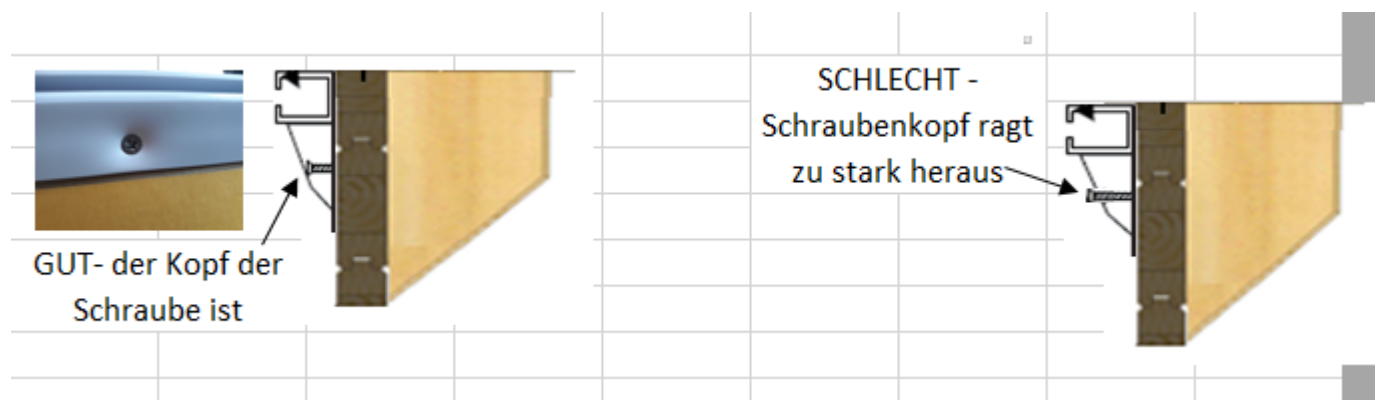 GUT- der Kopf der
Schraube ist
SCHLECHT -
Schraubenkopf ragt
zu stark heraus